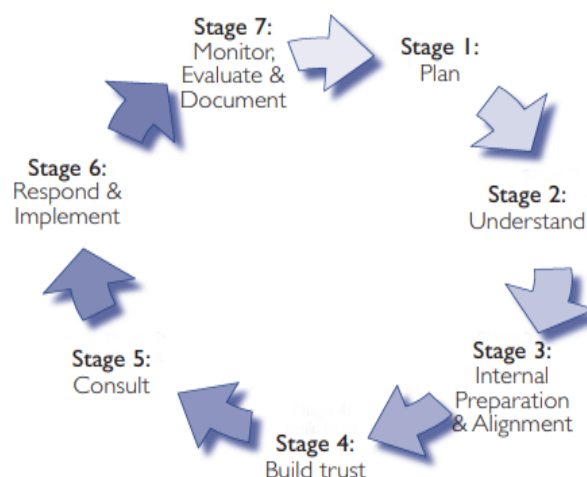 Stage 1:
Plan
Stage 2:
Understand
Stage 3:
Internal
Preparation
& Alignment
Stage 4:
Build trust
Stage 5:
Consult
Stage 6:
Respond &
Implement
Stage 7:
Monitor,
Evaluate &
Document